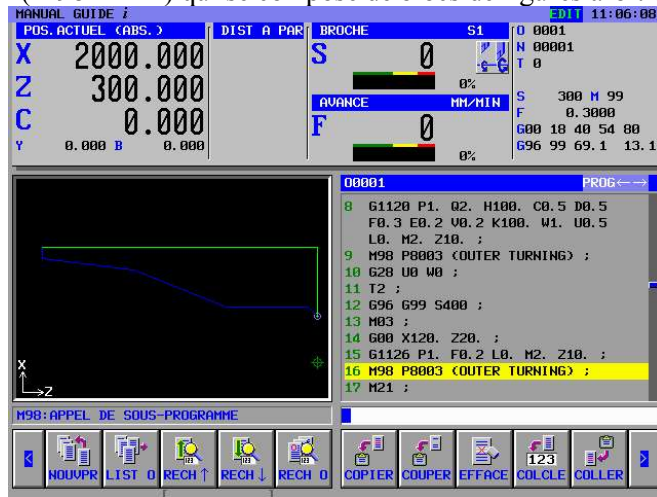 MANUAL GUIDE i EDIT 11:06:08
POS.ACTUEL (ABS.) DIST A PAR BROCHE S1 O 0001
X 2000.000 S 0 N 00001
T 0
Z 300.000 0% S 300 M 99
AVANCE MM/MIN F 0.3000
C 0.000 F 0 G00 18 40 54 80
Y 0.000 B 0.000 0% G96 99 69.1 13.1
O0001 PROG←→
8 G1120 P1. Q2. H100. C0.5 D0.5
F0.3 E0.2 V0.2 K100. W1. U0.5
L0. M2. Z10. ;
9 M98 P8003 (OUTER TURNING) ;
10 G28 U0 W0 ;
11 T2 ;
12 G96 G99 S400 ;
13 M03 ;
14 G00 X120. Z20. ;
15 G1126 P1. F0.2 L0. M2. Z10. ;
16 M98 P8003 (OUTER TURNING) ;
17 M21 ;
X
Z
M98:APPEL DE SOUS-PROGRAMME
NOUVPR LIST O RECH↑ RECH↓ RECH O COPIER COUPER EFFACE COLCLE COLLER